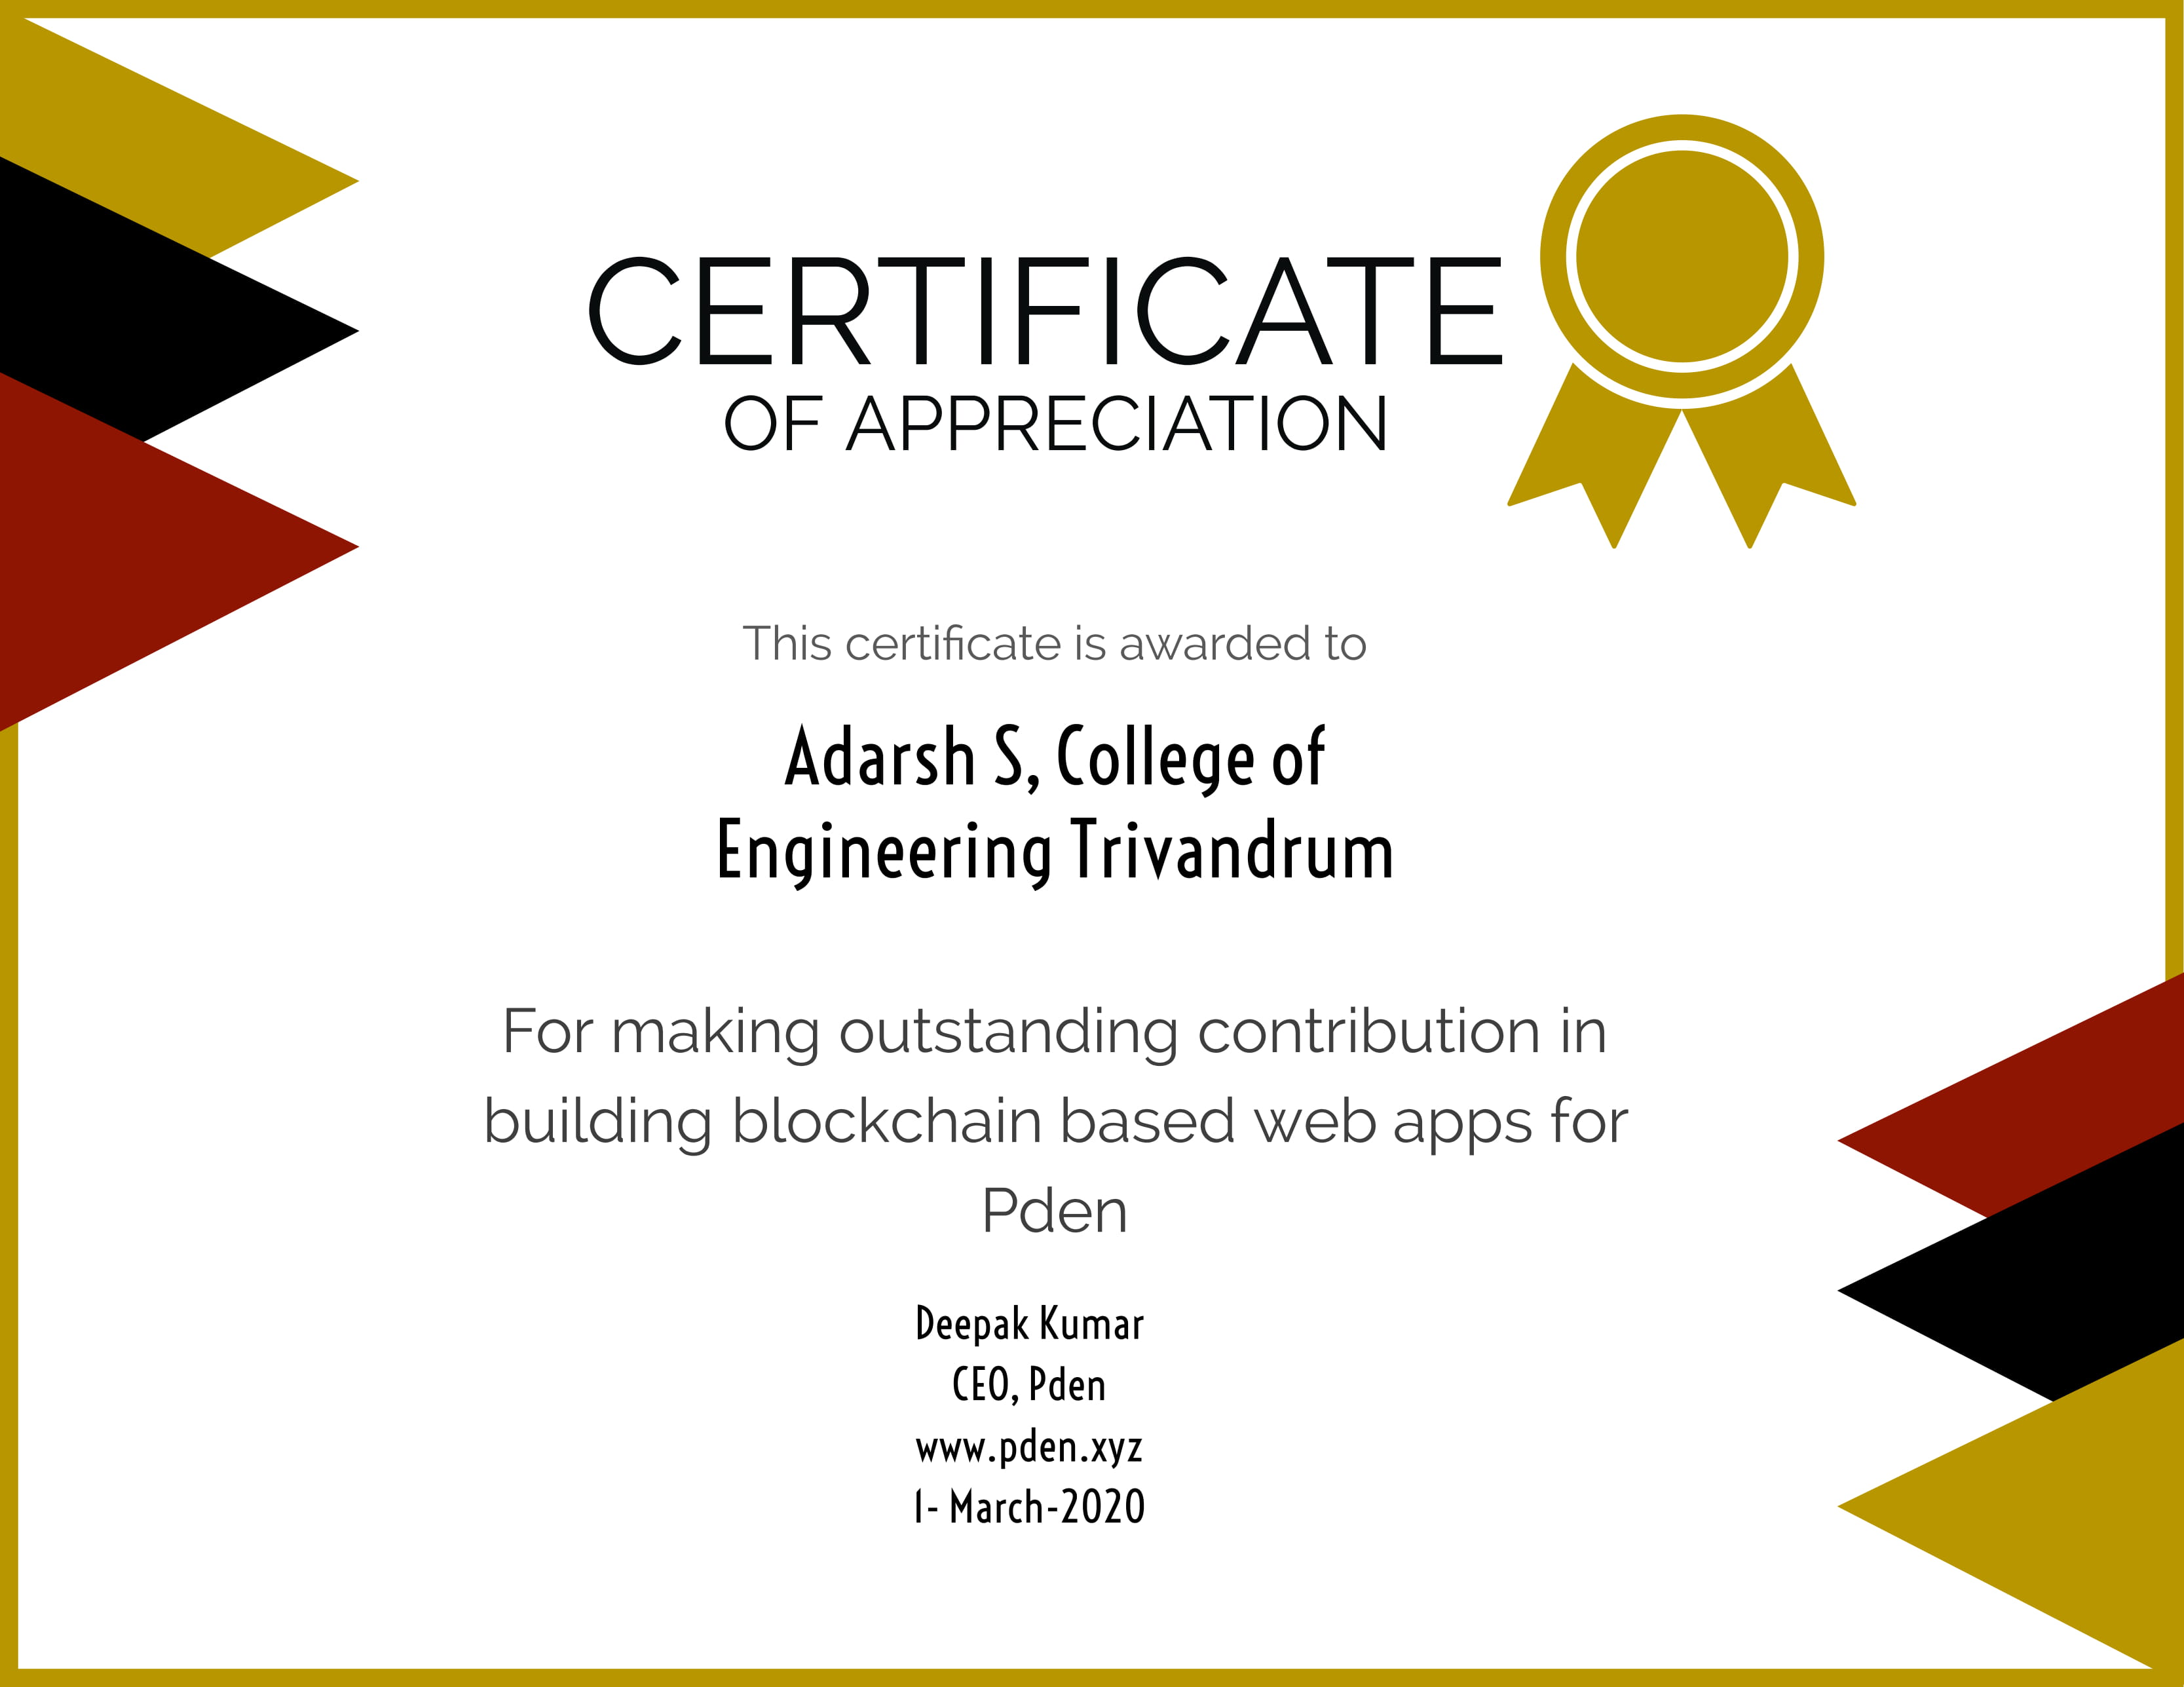 CERTIFICATE
OF APPRECIATION
This certificate is awarded to
Adarsh S, College of
Engineering Trivandrum
For making outstanding contribution in
building blockchain based web apps for
Pden
Deepak Kumar
CEO, Pden
www.pden.xyz
1- March-2020